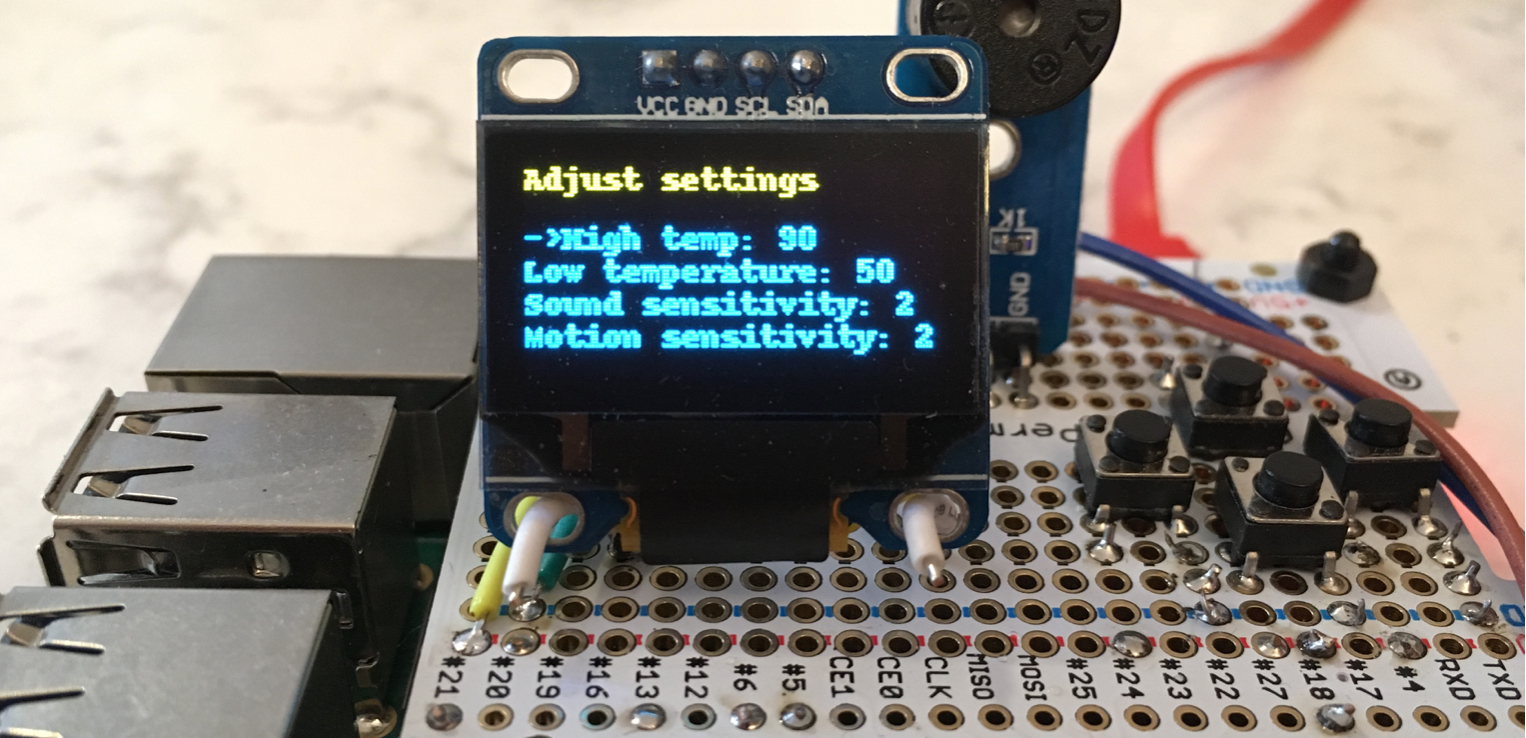 VCC GND SCL SDA
Adjust settings
->High temp: 90
Low temperature: 50
Sound sensitivity: 2
Motion sensitivity: 2
1K
GND
#21 #20 #19 #16 #13 #12 #6 #5 CE1 CE0 CLK MISO MOSI #25 #24 #23 #22 #27 #18 #17 #4 RXD TXD